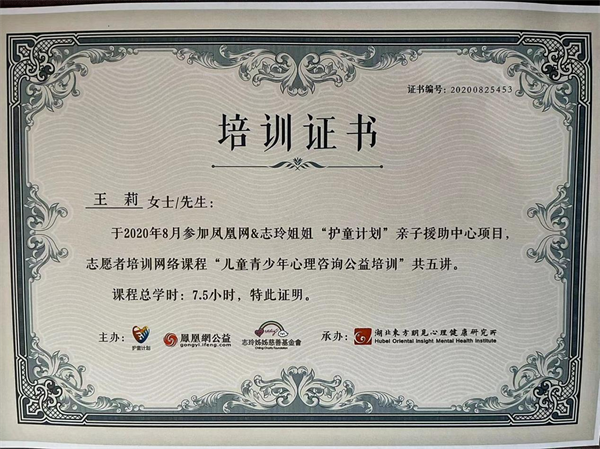 证书编号: 20200825453
培训证书
王莉 女士/先生:
于2020年8月参加凤凰网&志玲姐姐“护童计划”亲子援助中心项目,
志愿者培训网络课程“儿童青少年心理咨询公益培训”共五讲。
课程总学时: 7.5小时, 特此证明。
主办: 护童计划 鳳凰網公益 gongyi.ifeng.com 志玲姊姊慈善基金會 Chiling Charity Foundation 承办: 湖北东方明见心理健康研究所 Hubei Oriental Insight Mental Health Institute